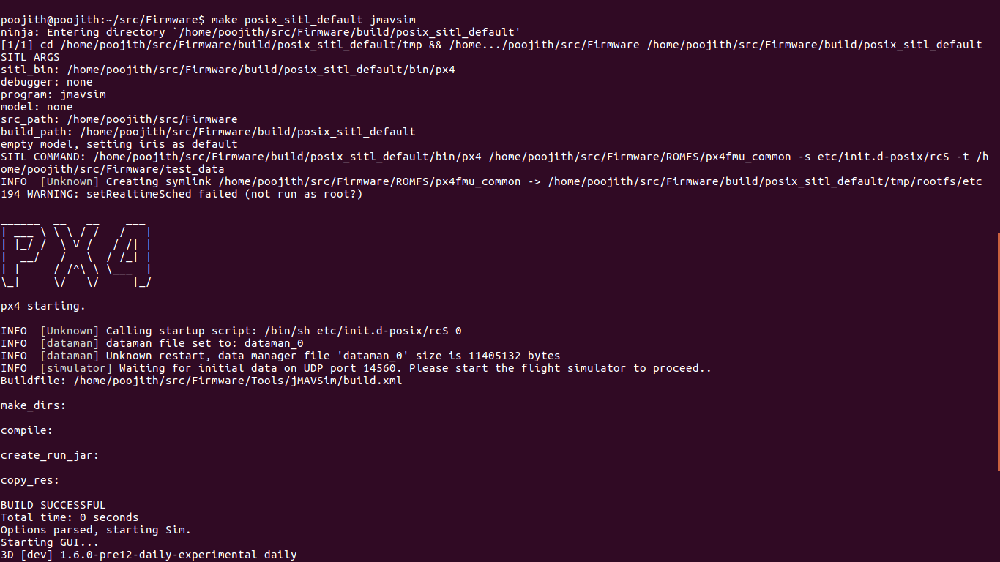 poojith@poojith:~/src/Firmware$ make posix_sitl_default jmavsim
ninja: Entering directory `/home/poojith/src/Firmware/build/posix_sitl_default'
[1/1] cd /home/poojith/src/Firmware/build/posix_sitl_default/tmp && /home.../poojith/src/Firmware /home/poojith/src/Firmware/build/posix_sitl_default
SITL ARGS
sitl_bin: /home/poojith/src/Firmware/build/posix_sitl_default/bin/px4
debugger: none
program: jmavsim
model: none
src_path: /home/poojith/src/Firmware
build_path: /home/poojith/src/Firmware/build/posix_sitl_default
empty model, setting iris as default
SITL COMMAND: /home/poojith/src/Firmware/build/posix_sitl_default/bin/px4 /home/poojith/src/Firmware/ROMFS/px4fmu_common -s etc/init.d-posix/rcS -t /h
ome/poojith/src/Firmware/test_data
INFO  [Unknown] Creating symlink /home/poojith/src/Firmware/ROMFS/px4fmu_common -> /home/poojith/src/Firmware/build/posix_sitl_default/tmp/rootfs/etc
194 WARNING: setRealtimeSched failed (not run as root?)
______  __   __    ___
| ___ \ \ \ / /   /   |
| |_/ /  \ V /   / /| |
|  __/   /   \  / /_| |
| |     / /^\ \ \___  |
\_|     \/   \/     |_/
px4 starting.
INFO  [Unknown] Calling startup script: /bin/sh etc/init.d-posix/rcS 0
INFO  [dataman] dataman file set to: dataman_0
INFO  [dataman] Unknown restart, data manager file 'dataman_0' size is 11405132 bytes
INFO  [simulator] Waiting for initial data on UDP port 14560. Please start the flight simulator to proceed..
Buildfile: /home/poojith/src/Firmware/Tools/jMAVSim/build.xml
make_dirs:
compile:
create_run_jar:
copy_res:
BUILD SUCCESSFUL
Total time: 0 seconds
Options parsed, starting Sim.
Starting GUI...
3D [dev] 1.6.0-pre12-daily-experimental daily